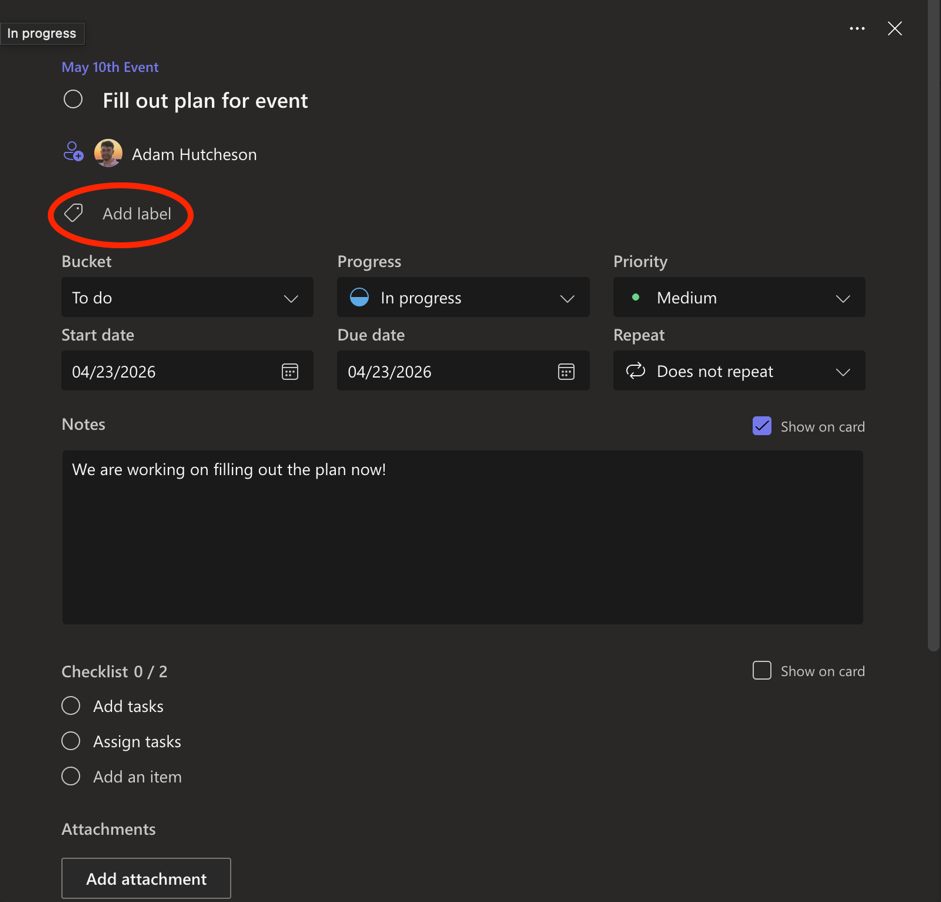 In progress
May 10th Event
Fill out plan for event
Adam Hutcheson
Add label
Bucket Progress Priority
To do In progress Medium
Start date Due date Repeat
04/23/2026 04/23/2026 Does not repeat
Notes Show on card
We are working on filling out the plan now!
Checklist 0 / 2 Show on card
Add tasks
Assign tasks
Add an item
Attachments
Add attachment